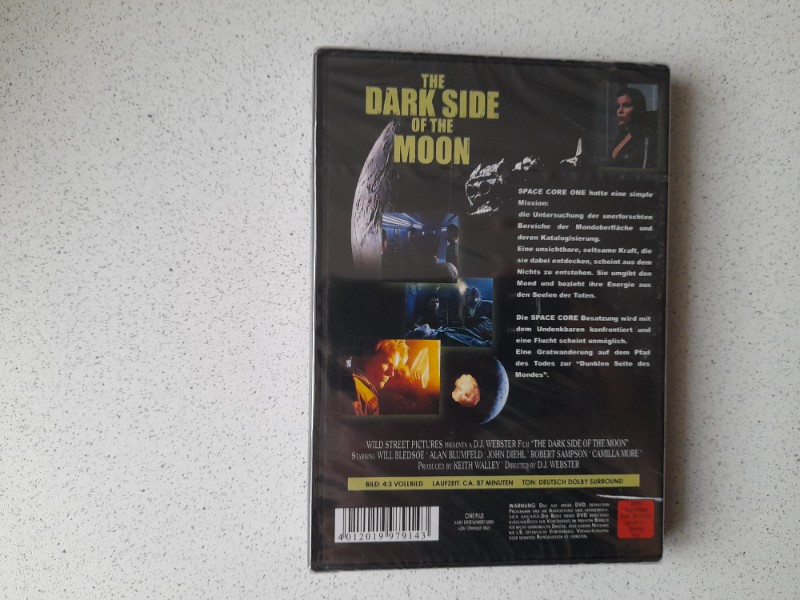 THE
DARK SIDE
OF THE
MOON
SPACE CORE ONE hatte eine simple
Mission:
die Untersuchung der unerforschten
Bereiche der Mondoberfläche und
deren Katalogisierung.
Eine unsichtbare, seltsame Kraft, die
sie dabei entdecken, scheint aus dem
Nichts zu entstehen. Sie umgibt den
Mond und bezieht ihre Energie aus
den Seelen der Toten.
Die SPACE CORE Besatzung wird mit
dem Undenkbaren konfrontiert und
eine Flucht scheint unmöglich.
Eine Gratwanderung auf dem Pfad
des Todes zur "Dunklen Seite des
Mondes".
WILD STREET PICTURES PRESENTS A D.J. WEBSTER FILM "THE DARK SIDE OF THE MOON"
STARRING WILL BLEDSOE · ALAN BLUMFELD · JOHN DIEHL · ROBERT SAMPSON · CAMILLA MORE ·
PRODUCED BY KEITH WALLEY · DIRECTED BY D.J. WEBSTER
BILD: 4:3 VOLLBILD LAUFZEIT: CA. 87 MINUTEN TON: DEUTSCH DOLBY SURROUND
CINE PLUS
4012019979143
WARNUNG